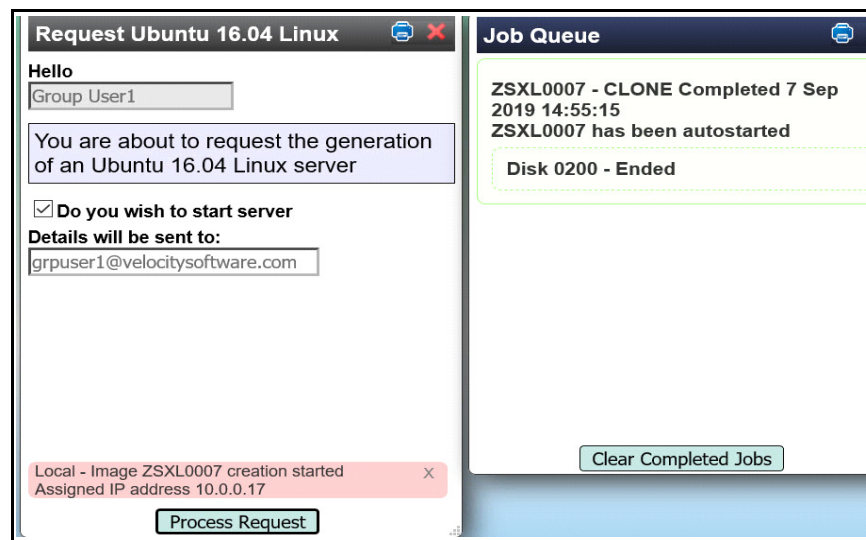 Request Ubuntu 16.04 Linux
Hello
Group User1
You are about to request the generation
of an Ubuntu 16.04 Linux server
Do you wish to start server
Details will be sent to:
grpuser1@velocitysoftware.com
Local - Image ZSXL0007 creation started
Assigned IP address 10.0.0.17
X
Process Request
Job Queue
ZSXL0007 - CLONE Completed 7 Sep
2019 14:55:15
ZSXL0007 has been autostarted
Disk 0200 - Ended
Clear Completed Jobs